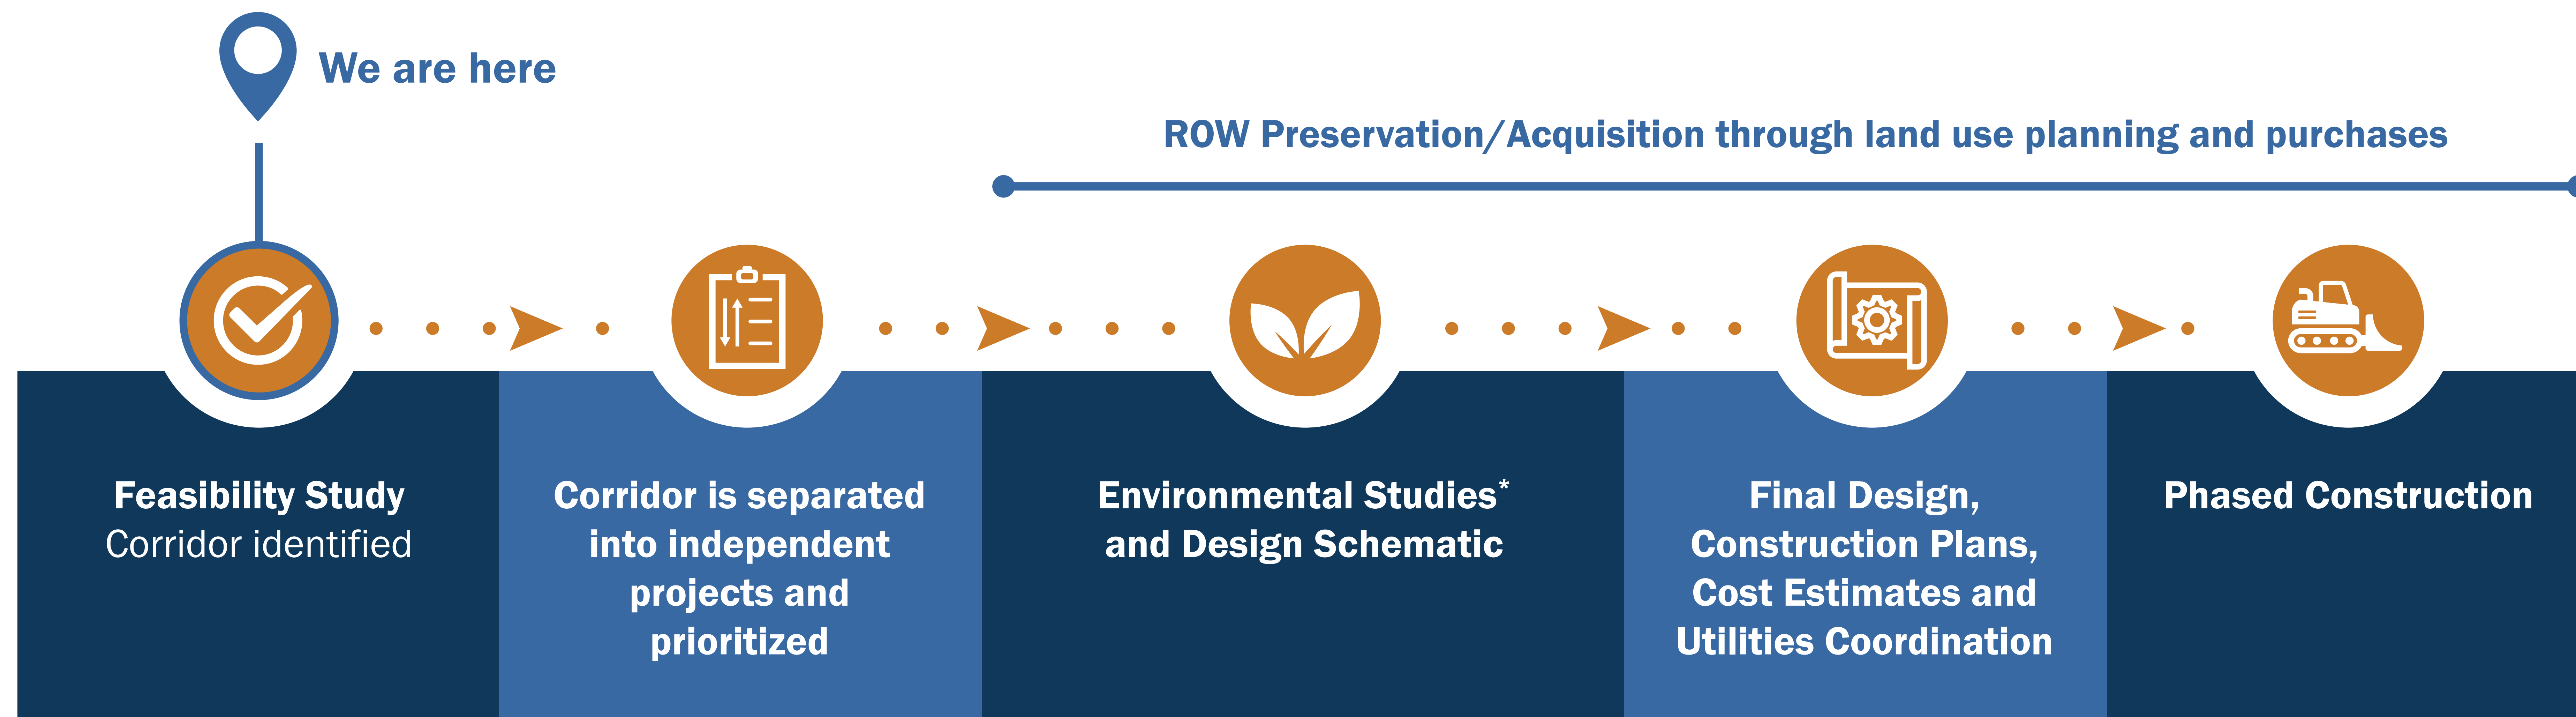 We are here
ROW Preservation/Acquisition through land use planning and purchases
Feasibility Study
Corridor identified
Corridor is separated
into independent
projects and
prioritized
Environmental Studies*
and Design Schematic
Final Design,
Construction Plans,
Cost Estimates and
Utilities Coordination
Phased Construction